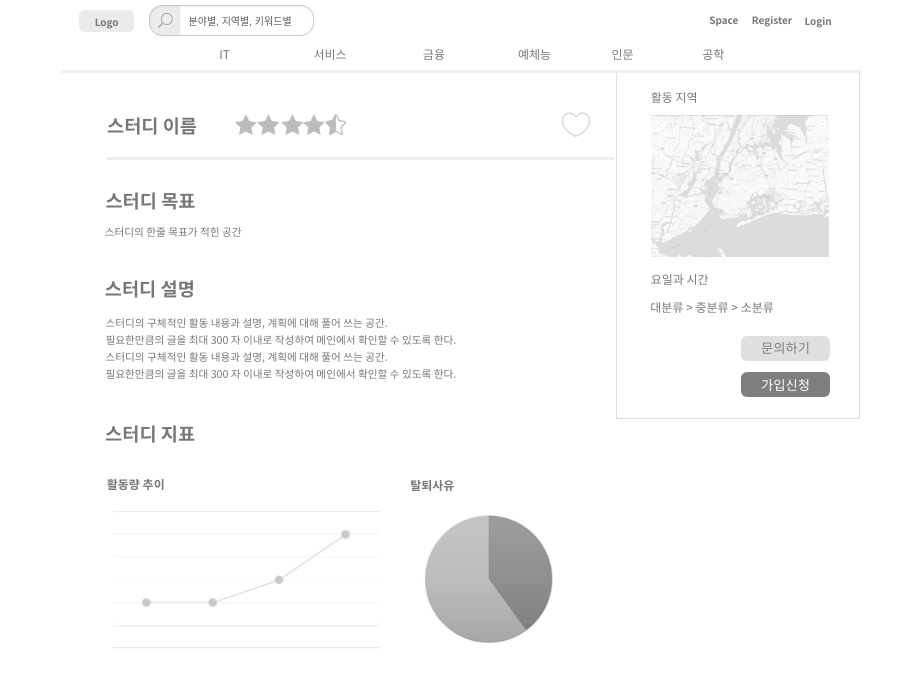 Logo
분야별, 지역별, 키워드별
Space Register Login
IT 서비스 금융 예체능 인문 공학
스터디 이름
스터디 목표
스터디의 한줄 목표가 적힌 공간
스터디 설명
스터디의 구체적인 활동 내용과 설명, 계획에 대해 풀어 쓰는 공간.
필요한만큼의 글을 최대 300 자 이내로 작성하여 메인에서 확인할 수 있도록 한다.
스터디의 구체적인 활동 내용과 설명, 계획에 대해 풀어 쓰는 공간.
필요한만큼의 글을 최대 300 자 이내로 작성하여 메인에서 확인할 수 있도록 한다.
스터디 지표
활동량 추이
탈퇴사유
활동 지역
요일과 시간
대분류 > 중분류 > 소분류
문의하기
가입신청